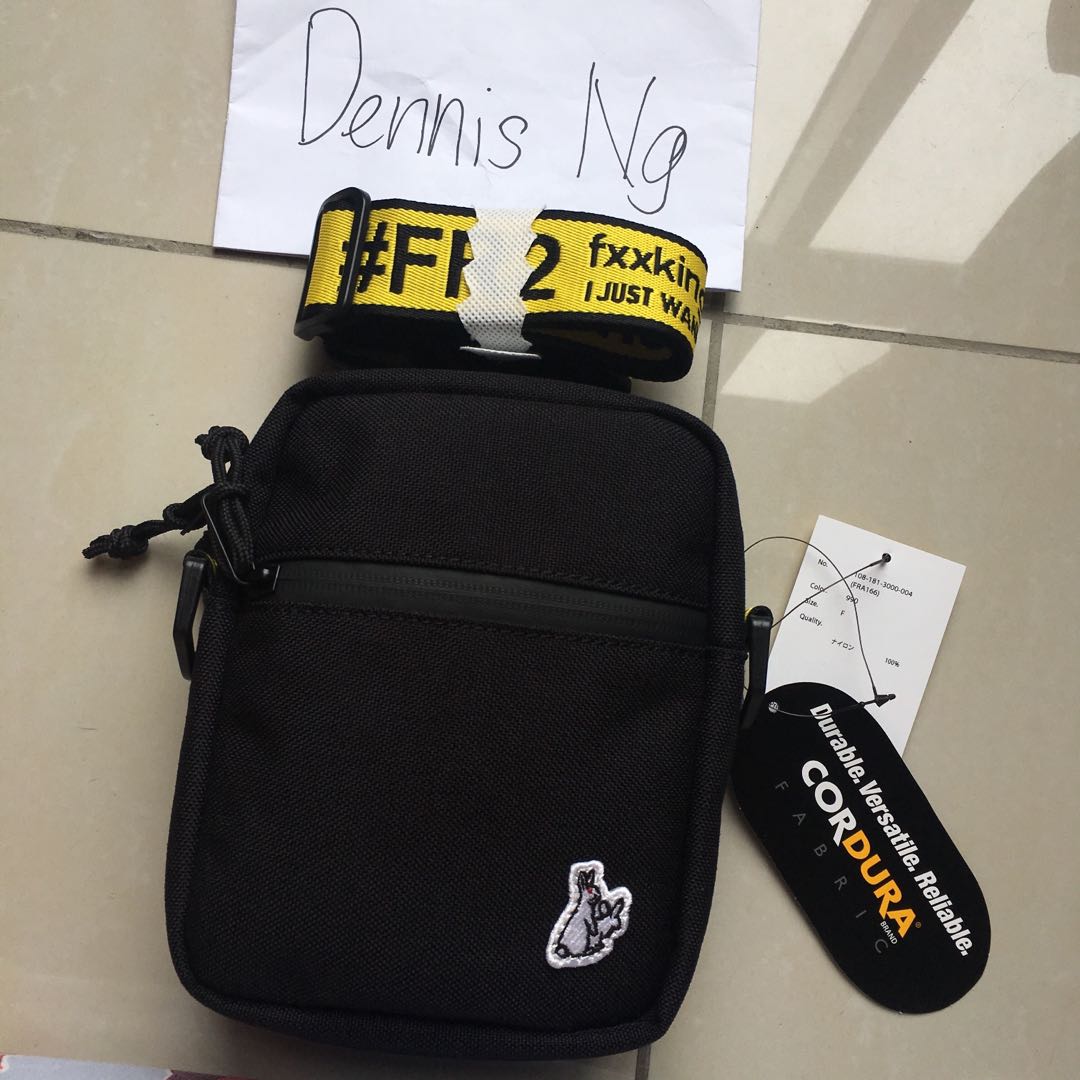 Dennis Ng
#FR2
fxxking
I JUST WAN
No. 108-181-3000-004
(FRA166)
Color. 990
Size. F
Quality.
ナイロン 100%
Durable. Versatile. Reliable.
CORDURA®
BRAND
FABRIC